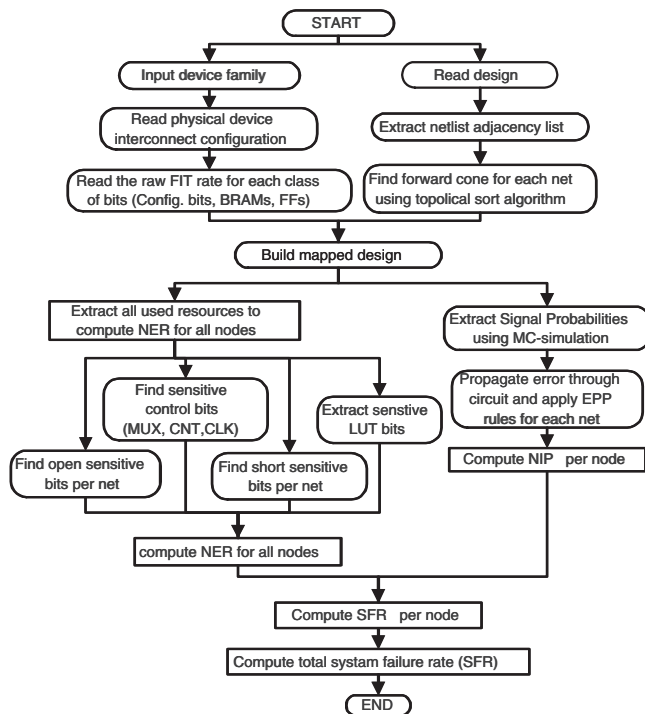 START
Input device family
Read design
Read physical device
interconnect configuration
Extract netlist adjacency list
Read the raw FIT rate for each class
of bits (Config. bits, BRAMs, FFs)
Find forward cone for each net
using topolical sort algorithm
Build mapped design
Extract all used resources to
compute NER for all nodes
Extract Signal Probabilities
using MC-simulation
Find sensitive
control bits
(MUX, CNT,CLK)
Extract senstive
LUT bits
Propagate error through
circuit and apply EPP
rules for each net
Find open sensitive
bits per net
Find short sensitive
bits per net
Compute NIP per node
compute NER for all nodes
Compute SFR per node
Compute total systam failure rate (SFR)
END